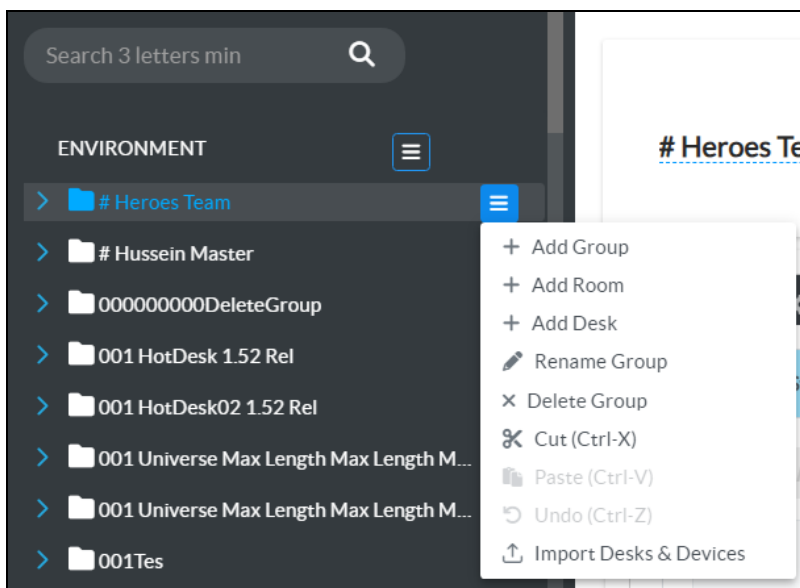 Search 3 letters min
ENVIRONMENT
# Heroes Team
# Hussein Master
000000000DeleteGroup
001 HotDesk 1.52 Rel
001 HotDesk02 1.52 Rel
001 Universe Max Length Max Length M...
001 Universe Max Length Max Length M...
001Tes
# Heroes Te
Add Group
Add Room
Add Desk
Rename Group
Delete Group
Cut (Ctrl-X)
Paste (Ctrl-V)
Undo (Ctrl-Z)
Import Desks & Devices